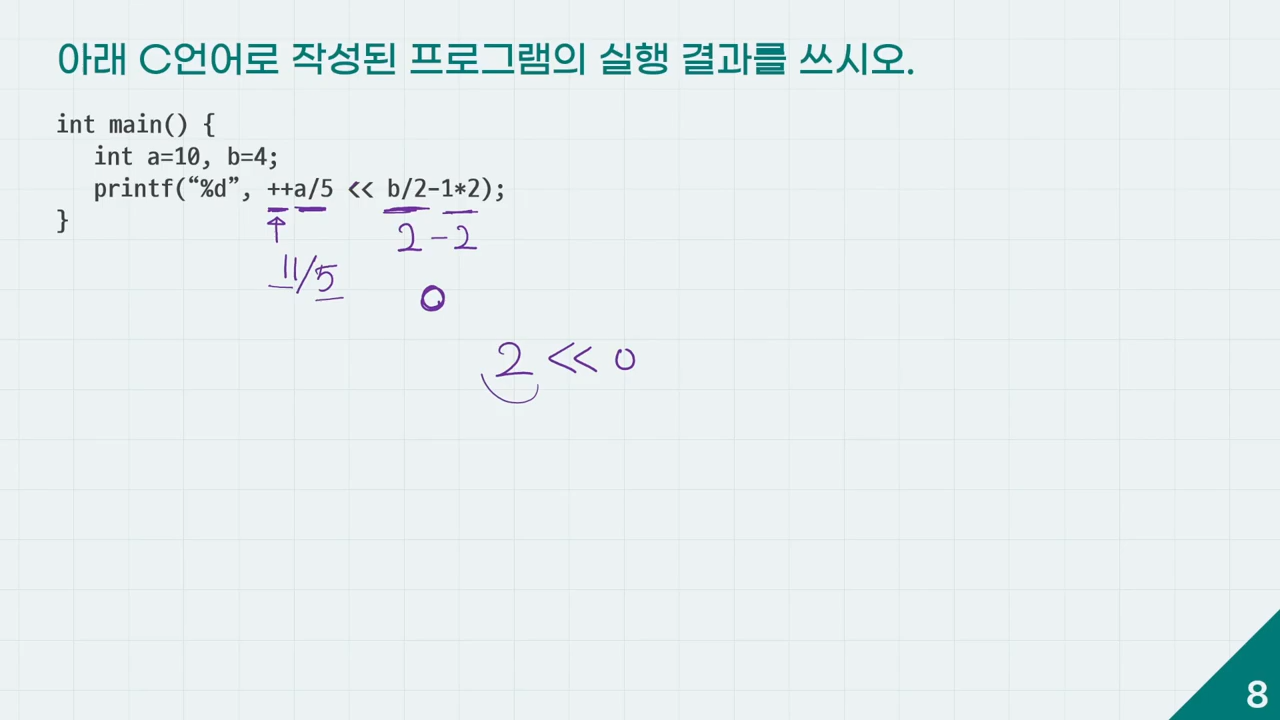 아래 C언어로 작성된 프로그램의 실행 결과를 쓰시오.
int main() {
int a=10, b=4;
printf(“%d”, ++a/5 << b/2-1*2);
}
2 - 2
11/5
0
2 << 0
8